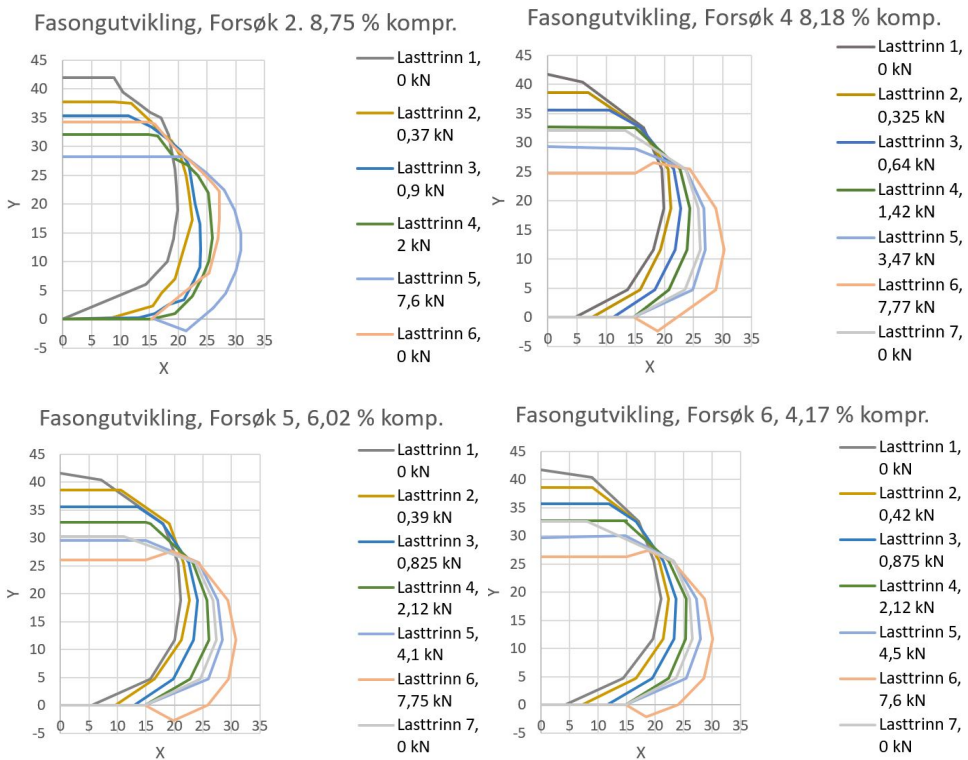 Fasongutvikling, Forsøk 2. 8,75 % kompr.
45
40
35
30
25
20
15
10
5
0
-5
Y
0 5 10 15 20 25 30 35
X
Lasttrinn 1,
0 kN
Lasttrinn 2,
0,37 kN
Lasttrinn 3,
0,9 kN
Lasttrinn 4,
2 kN
Lasttrinn 5,
7,6 kN
Lasttrinn 6,
0 kN
Fasongutvikling, Forsøk 4 8,18 % kompr.
45
40
35
30
25
20
15
10
5
0
-5
Y
0 5 10 15 20 25 30 35
X
Lasttrinn 1,
0 kN
Lasttrinn 2,
0,325 kN
Lasttrinn 3,
0,64 kN
Lasttrinn 4,
1,42 kN
Lasttrinn 5,
3,47 kN
Lasttrinn 6,
7,77 kN
Lasttrinn 7,
0 kN
Fasongutvikling, Forsøk 5, 6,02 % komp.
45
40
35
30
25
20
15
10
5
0
-5
Y
0 5 10 15 20 25 30 35
X
Lasttrinn 1,
0 kN
Lasttrinn 2,
0,39 kN
Lasttrinn 3,
0,825 kN
Lasttrinn 4,
2,12 kN
Lasttrinn 5,
4,1 kN
Lasttrinn 6,
7,75 kN
Lasttrinn 7,
0 kN
Fasongutvikling, Forsøk 6, 4,17 % kompr.
45
40
35
30
25
20
15
10
5
0
-5
Y
0 5 10 15 20 25 30 35
X
Lasttrinn 1,
0 kN
Lasttrinn 2,
0,42 kN
Lasttrinn 3,
0,875 kN
Lasttrinn 4,
2,12 kN
Lasttrinn 5,
4,5 kN
Lasttrinn 6,
7,6 kN
Lasttrinn 7,
0 kN